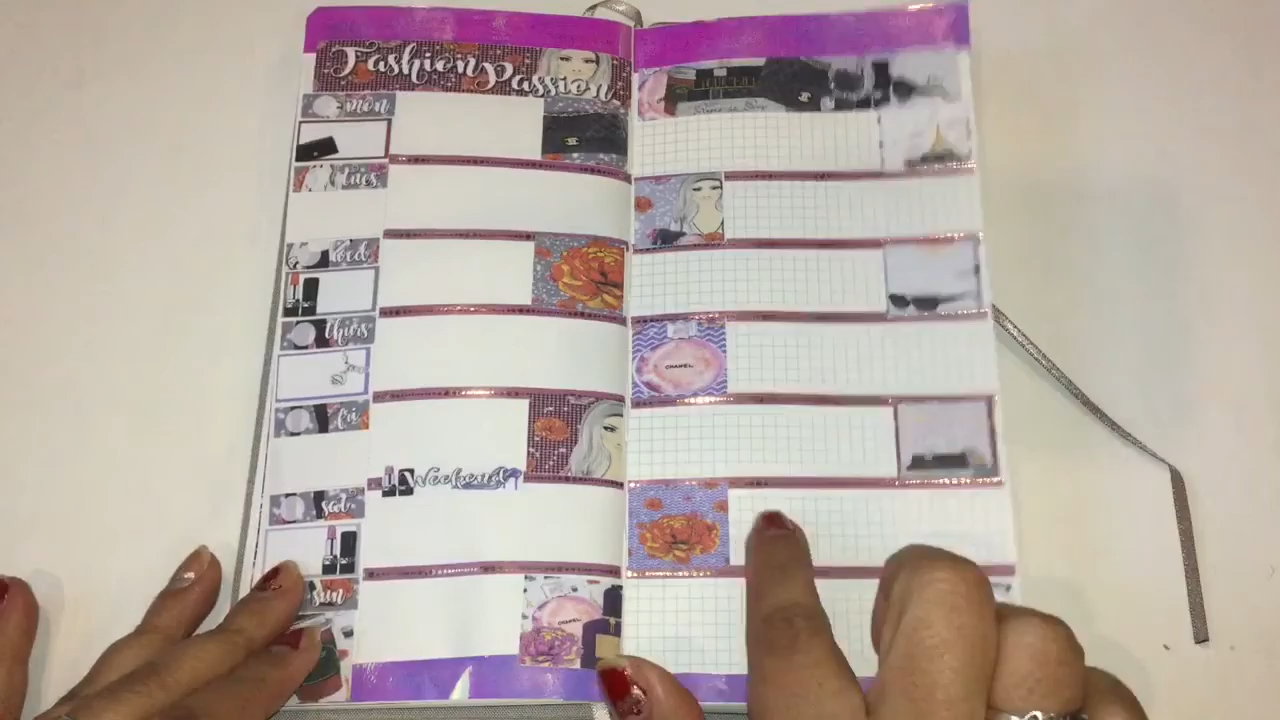 Fashion Passion
mon
tues
wed
thurs
fri
Weekend
sat
sun
CHANEL
CHANEL